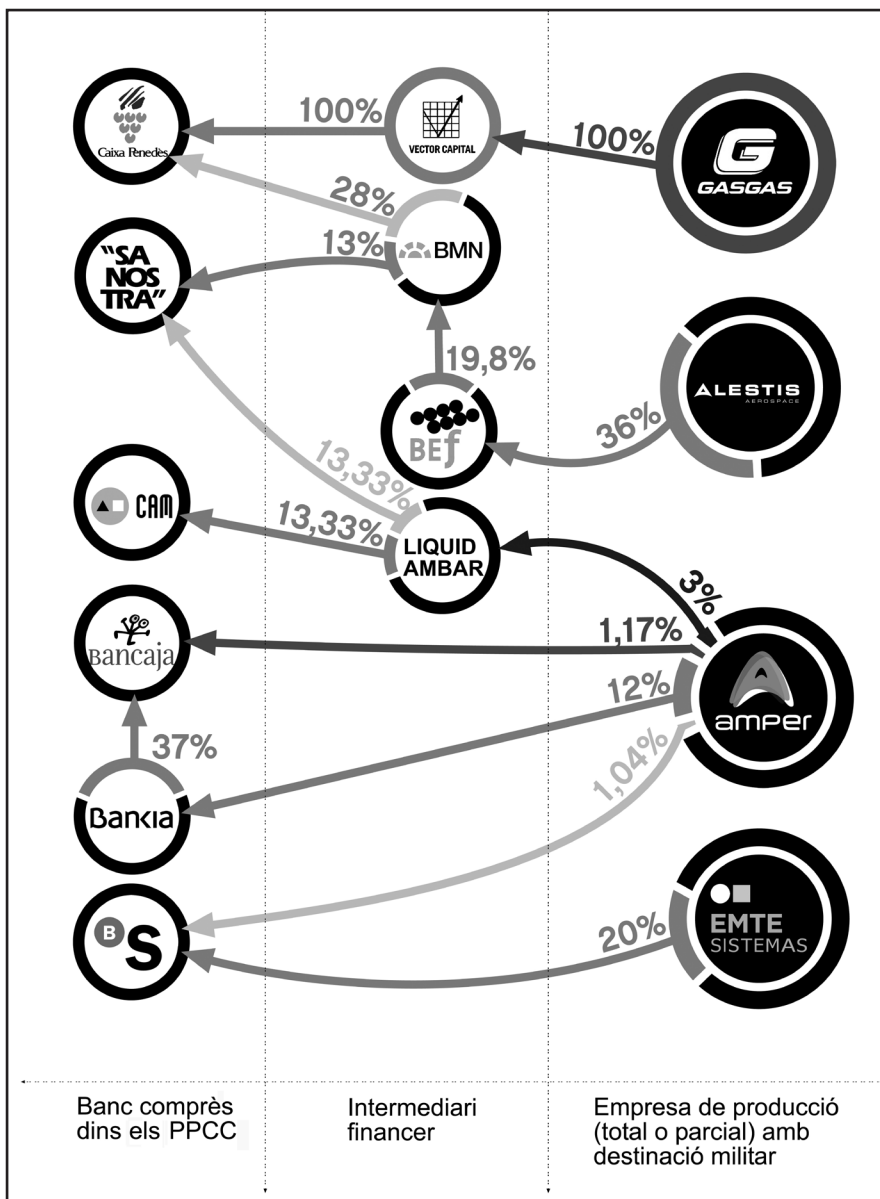 Caixa Penedès
100%
VECTOR CAPITAL
100%
G
GASGAS
28%
"SA
NOS
TRA"
13%
BMN
19,8%
BEf
36%
ALESTIS
AEROSPACE
CAM
13,33%
13,33%
LIQUID
AMBAR
3%
Bancaja
1,17%
12%
amper
37%
Bankia
1,04%
B
S
20%
EMTE
SISTEMAS
Banc comprès
dins els PPCC
Intermediari
financer
Empresa de producció
(total o parcial) amb
destinació militar